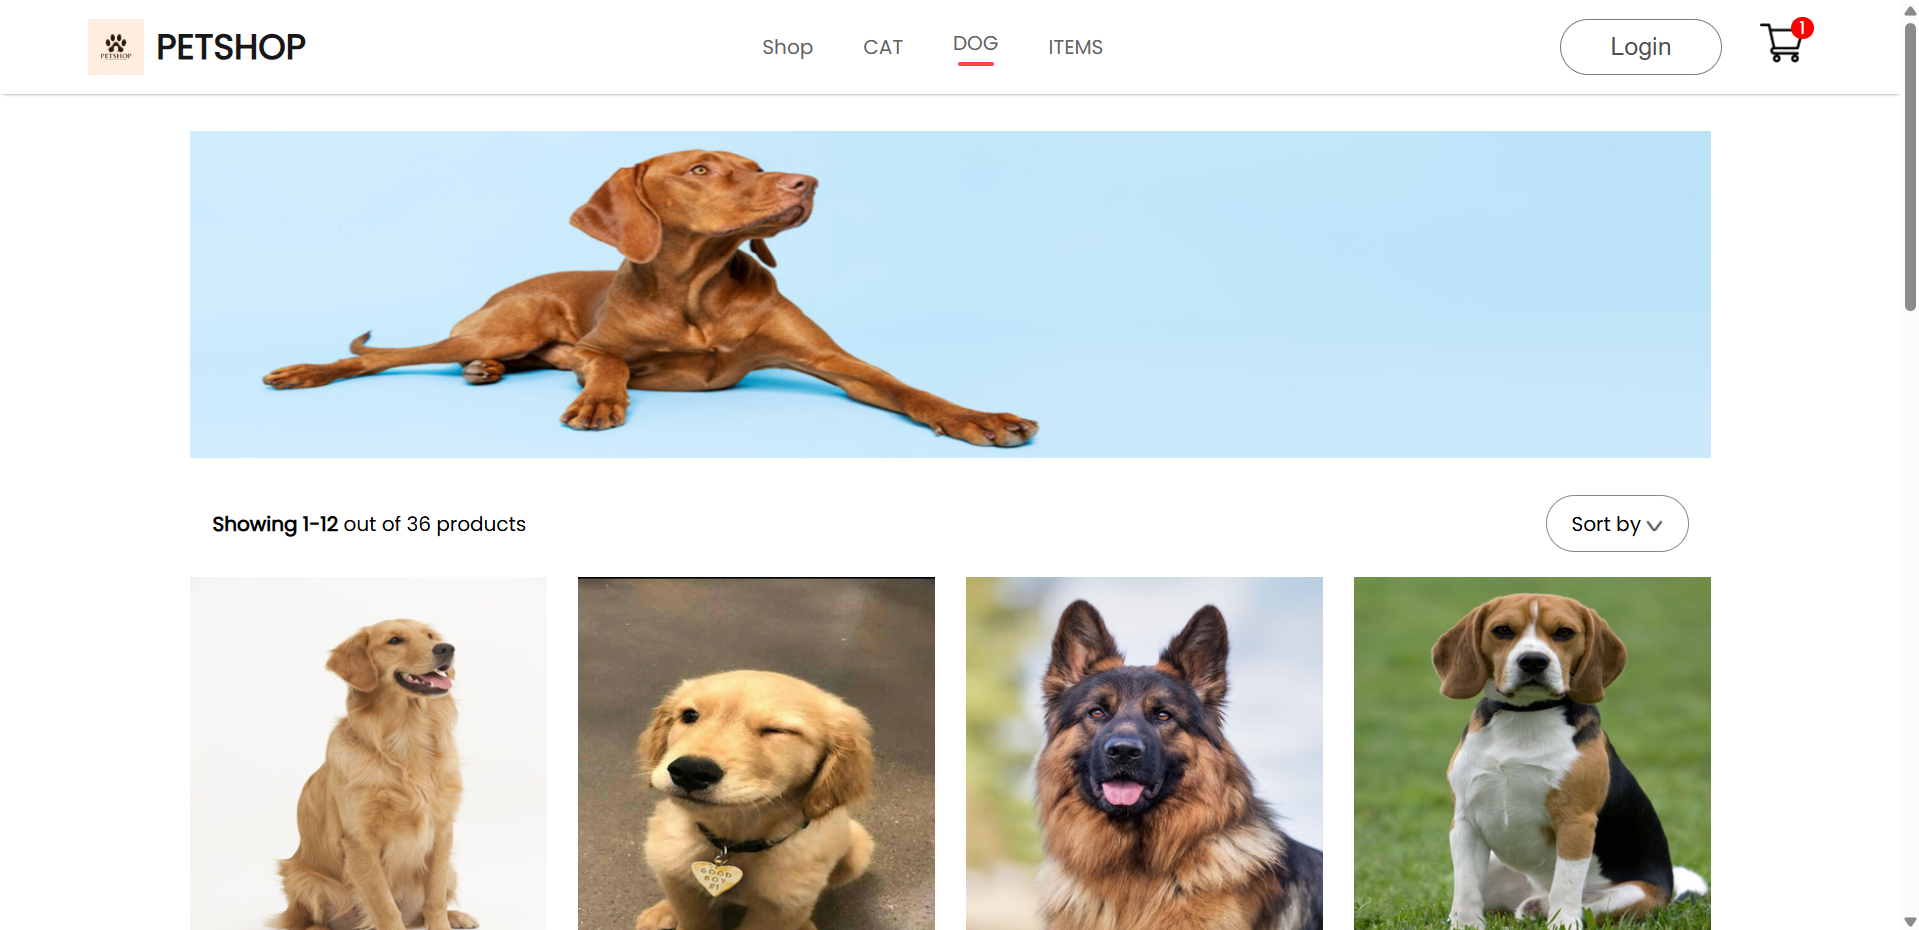 PETSHOP
PETSHOP
Shop
CAT
DOG
ITEMS
Login
1
Showing 1-12 out of 36 products
Sort by
GOOD
BOY
#1